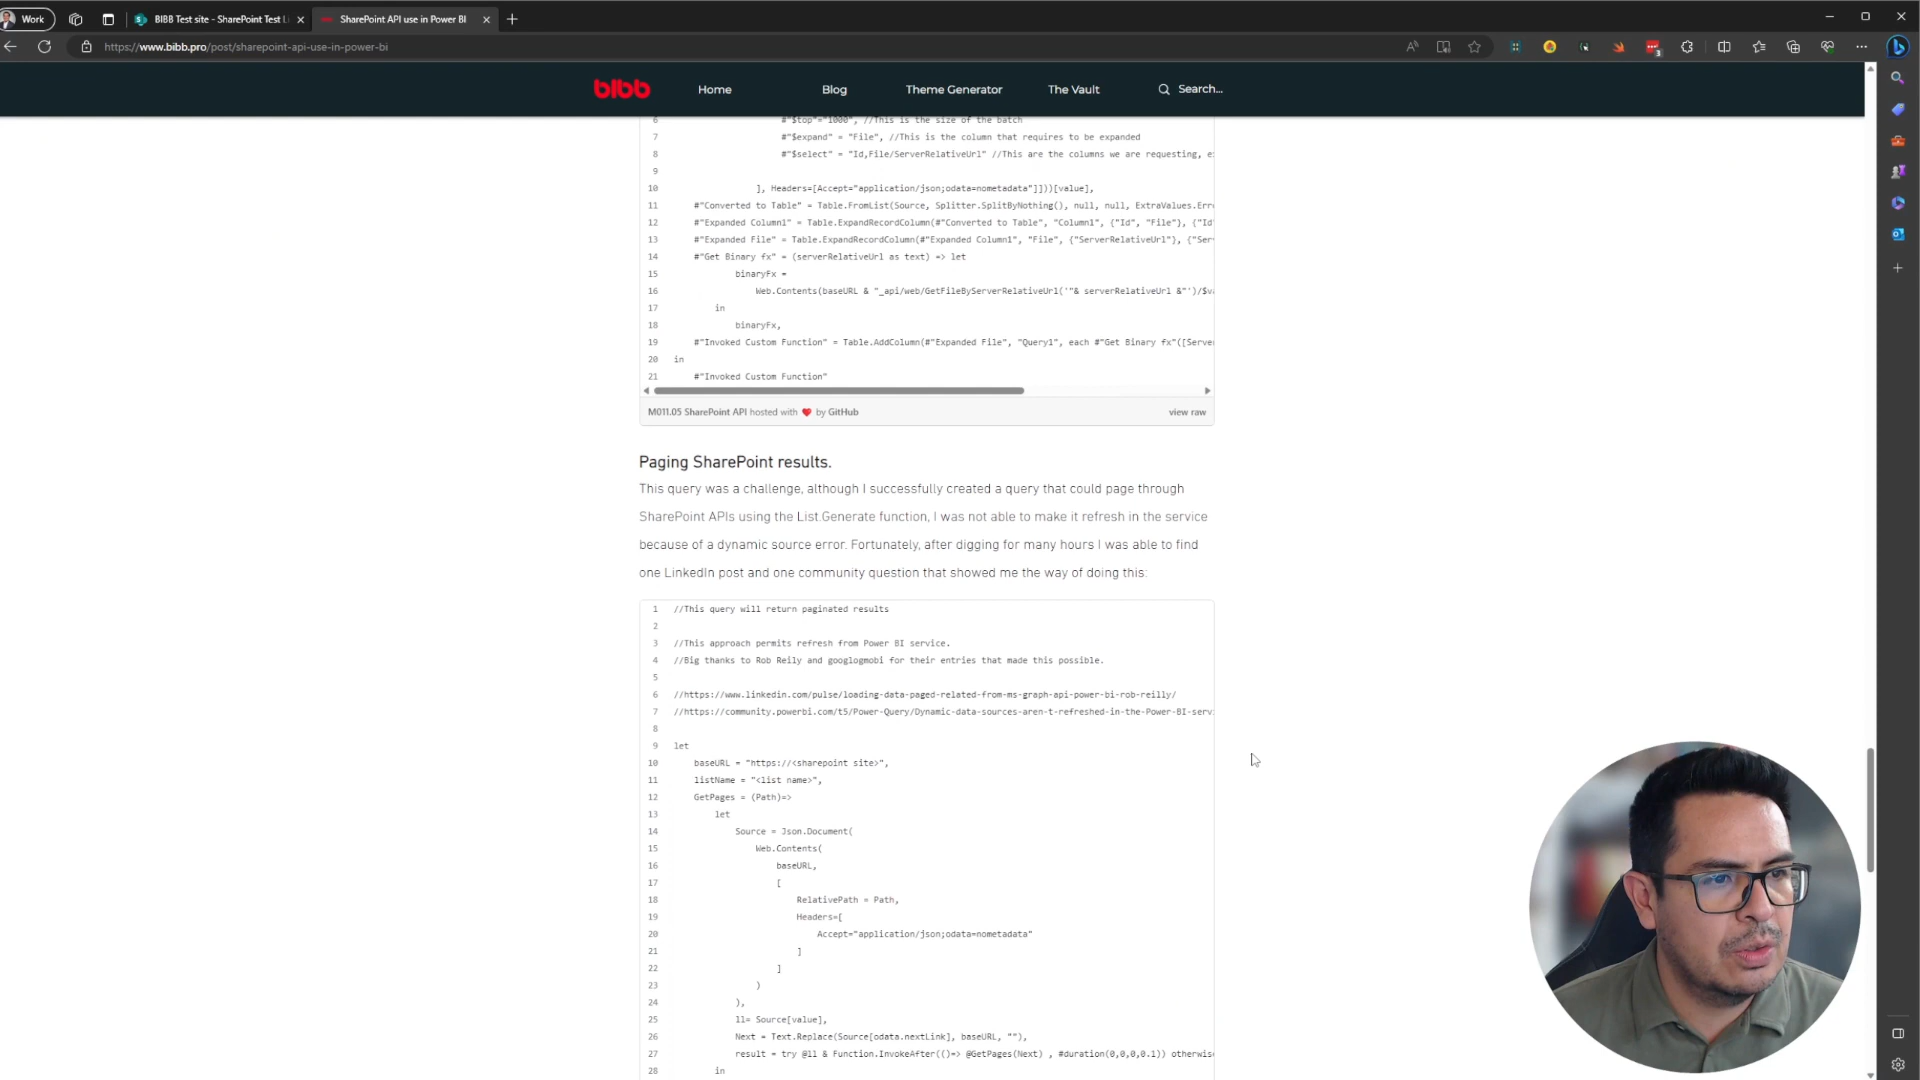 Work
BIBB Test site - SharePoint Test Li
SharePoint API use in Power BI
https://www.bibb.pro/post/sharepoint-api-use-in-power-bi
bibb
Home
Blog
Theme Generator
The Vault
Search...
6 #"$top"="1000", //This is the size of the batch
7 #"$expand" = "File", //This is the column that requires to be expanded
8 #"$select" = "Id,File/ServerRelativeUrl" //This are the columns we are requesting, e
9
10 ], Headers=[Accept="application/json;odata=nometadata"]]))[value],
11 #"Converted to Table" = Table.FromList(Source, Splitter.SplitByNothing(), null, null, ExtraValues.Erro
12 #"Expanded Column1" = Table.ExpandRecordColumn(#"Converted to Table", "Column1", {"Id", "File"}, {"Id"
13 #"Expanded File" = Table.ExpandRecordColumn(#"Expanded Column1", "File", {"ServerRelativeUrl"}, {"Serv
14 #"Get Binary fx" = (serverRelativeUrl as text) => let
15 binaryFx =
16 Web.Contents(baseURL & "_api/web/GetFileByServerRelativeUrl('"& serverRelativeUrl &"')/$va
17 in
18 binaryFx,
19 #"Invoked Custom Function" = Table.AddColumn(#"Expanded File", "Query1", each #"Get Binary fx"([Server
20 in
21 #"Invoked Custom Function"
M011.05 SharePoint API hosted with ❤ by GitHub
view raw
Paging SharePoint results.
This query was a challenge, although I successfully created a query that could page through
SharePoint APIs using the List.Generate function, I was not able to make it refresh in the service
because of a dynamic source error. Fortunately, after digging for many hours I was able to find
one LinkedIn post and one community question that showed me the way of doing this:
1 //This query will return paginated results
2
3 //This approach permits refresh from Power BI service.
4 //Big thanks to Rob Reily and googlogmobi for their entries that made this possible.
5
6 //https://www.linkedin.com/pulse/loading-data-paged-related-from-ms-graph-api-power-bi-rob-reilly/
7 //https://community.powerbi.com/t5/Power-Query/Dynamic-data-sources-aren-t-refreshed-in-the-Power-BI-servi
8
9 let
10 baseURL = "https://<sharepoint site>",
11 listName = "<list name>",
12 GetPages = (Path)=>
13 let
14 Source = Json.Document(
15 Web.Contents(
16 baseURL,
17 [
18 RelativePath = Path,
19 Headers=[
20 Accept="application/json;odata=nometadata"
21 ]
22 ]
23 )
24 ),
25 ll= Source[value],
26 Next = Text.Replace(Source[odata.nextLink], baseURL, ""),
27 result = try @ll & Function.InvokeAfter(()=> @GetPages(Next) , #duration(0,0,0,0.1)) otherwis
28 in